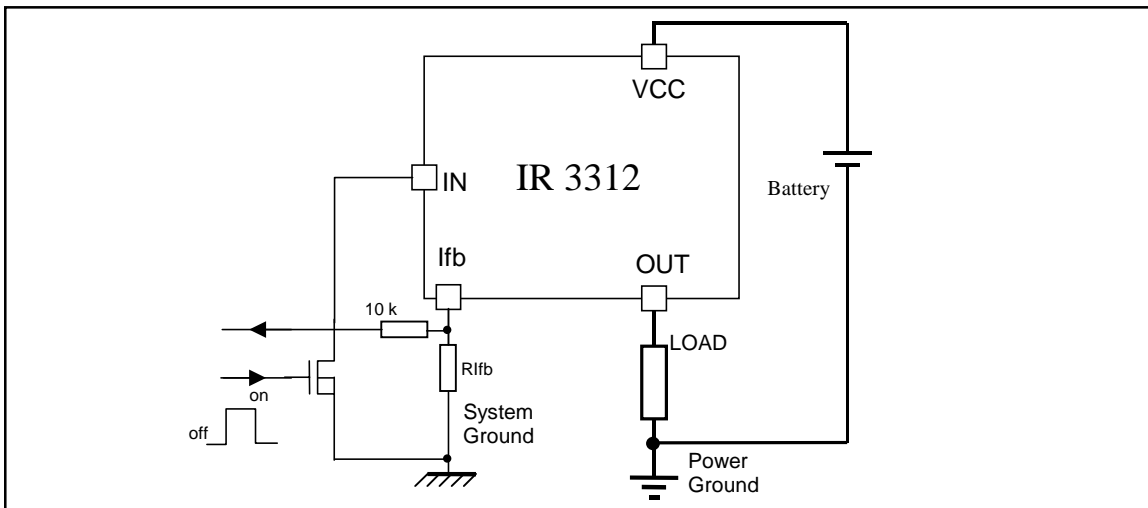 VCC
IN
IR 3312
Battery
Ifb
OUT
10 k
LOAD
RIfb
on
off
System
Ground
Power
Ground